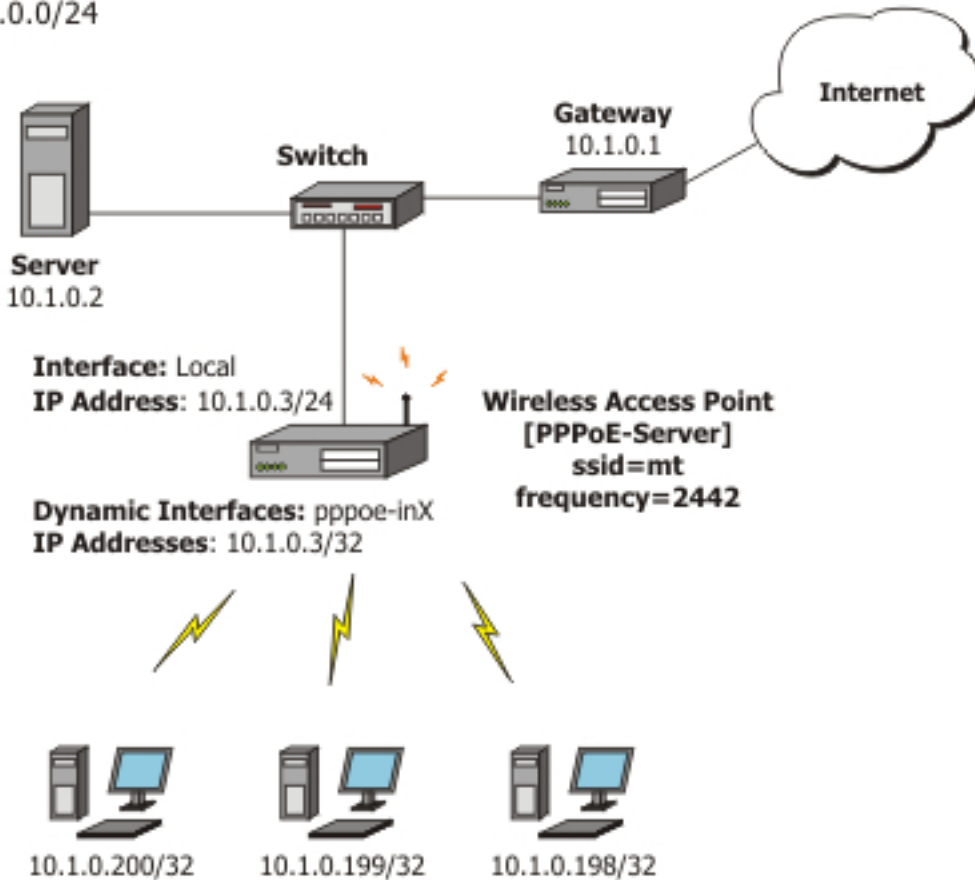 .0.0/24
Internet
Gateway
10.1.0.1
Switch
Server
10.1.0.2
Interface: Local
IP Address: 10.1.0.3/24
Wireless Access Point
[PPPoE-Server]
ssid=mt
frequency=2442
Dynamic Interfaces: pppoe-inX
IP Addresses: 10.1.0.3/32
10.1.0.200/32
10.1.0.199/32
10.1.0.198/32